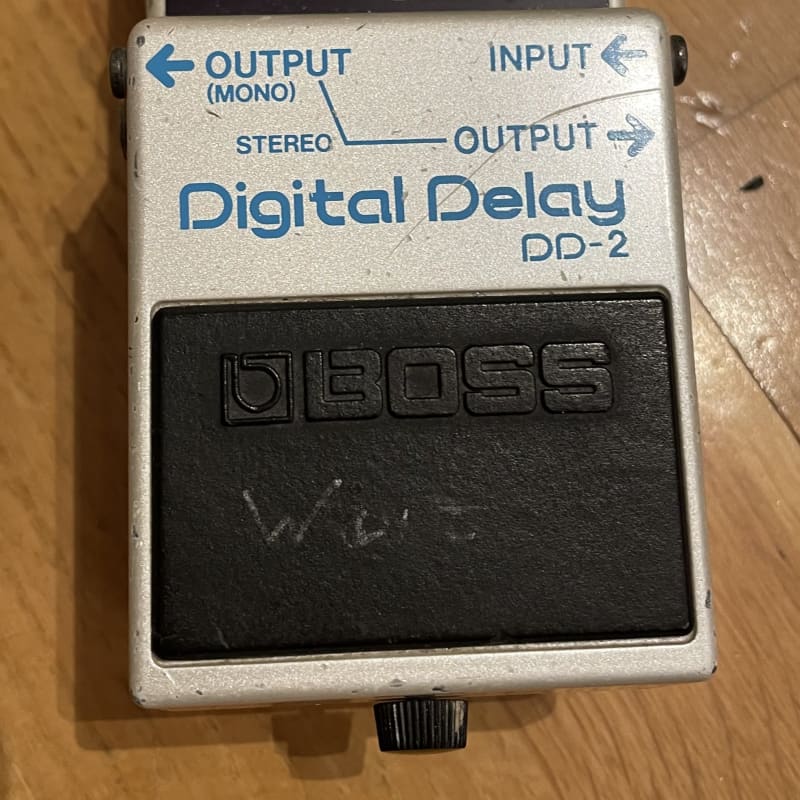 OUTPUT INPUT
(MONO)
STEREO OUTPUT
Digital Delay
DD-2
BOSS